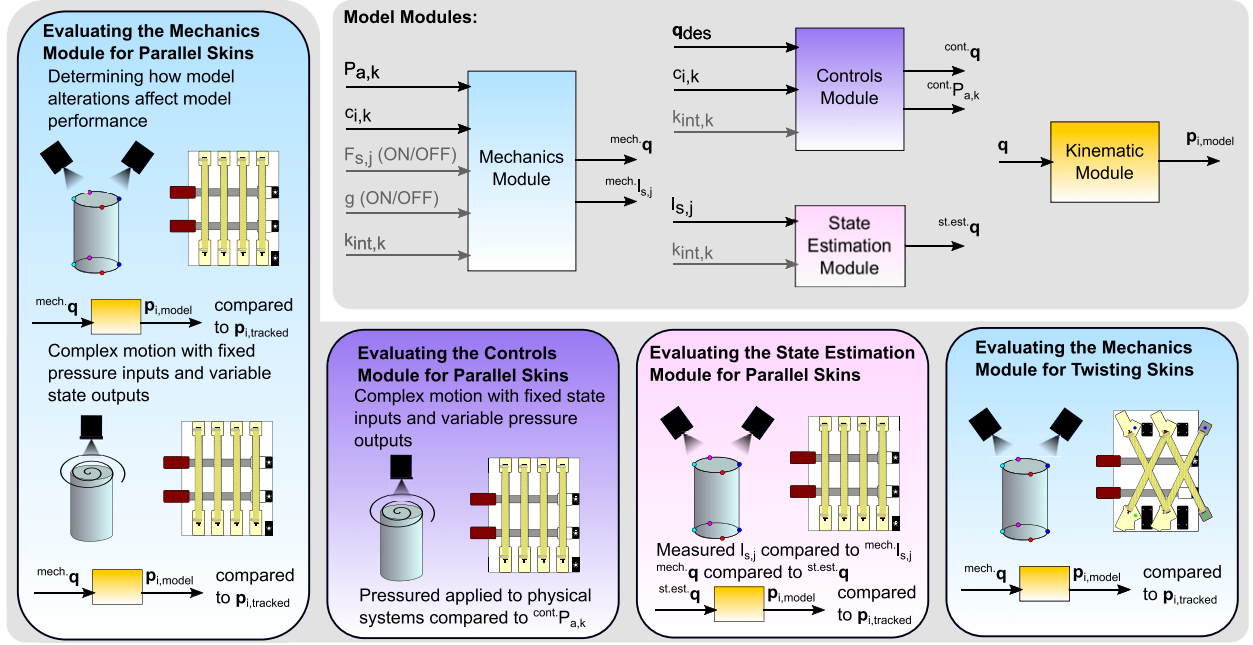 Evaluating the Mechanics
Module for Parallel Skins
Determining how model
alterations affect model
performance
mech.q
pi,model
compared
to pi,tracked
Complex motion with fixed
pressure inputs and variable
state outputs
mech.q
pi,model
compared
to pi,tracked
Model Modules:
Pa,k
ci,k
Fs,j (ON/OFF)
g (ON/OFF)
kint,k
Mechanics
Module
mech.q
mech.ls,j
qdes
ci,k
kint,k
Controls
Module
cont.q
cont.Pa,k
ls,j
kint,k
State
Estimation
Module
st.est.q
q
Kinematic
Module
pi,model
Evaluating the Controls
Module for Parallel Skins
Complex motion with fixed state
inputs and variable pressure
outputs
Pressured applied to physical
systems compared to cont.Pa,k
Evaluating the State Estimation
Module for Parallel Skins
Measured ls,j compared to mech.ls,j
mech.q compared to st.est.q
st.est.q
pi,model
compared
to pi,tracked
Evaluating the Mechanics
Module for Twisting Skins
mech.q
pi,model
compared
to pi,tracked